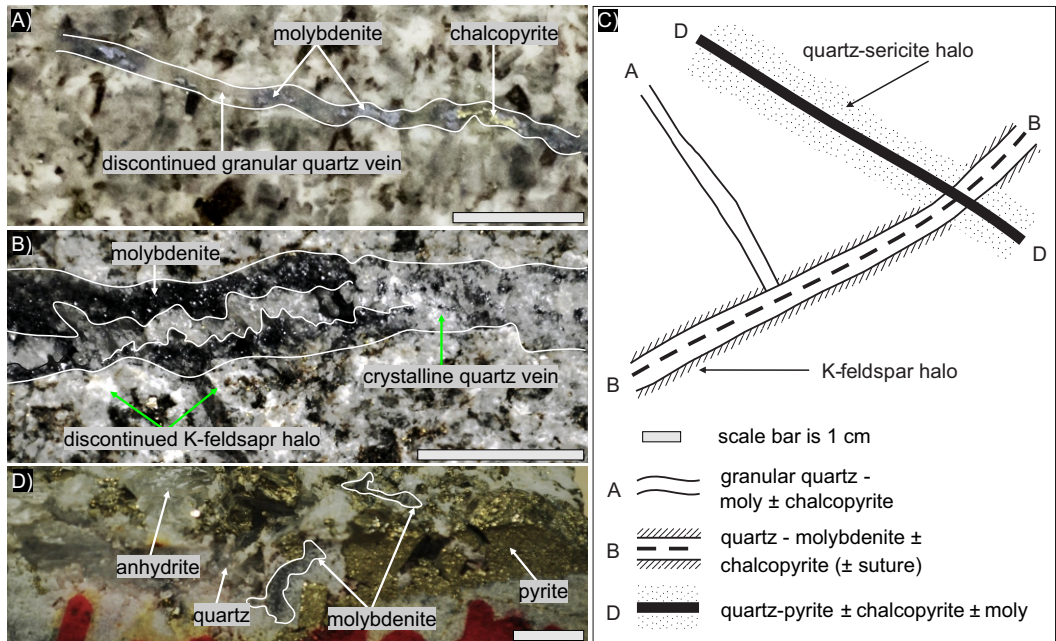 A)
molybdenite
chalcopyrite
discontinued granular quartz vein
B)
molybdenite
crystalline quartz vein
discontinued K-feldsapr halo
D)
anhydrite
quartz
molybdenite
pyrite
C)
D
quartz-sericite halo
A
B
D
B
K-feldspar halo
scale bar is 1 cm
A
granular quartz -
moly ± chalcopyrite
B
quartz - molybdenite ±
chalcopyrite (± suture)
D
quartz-pyrite ± chalcopyrite ± moly